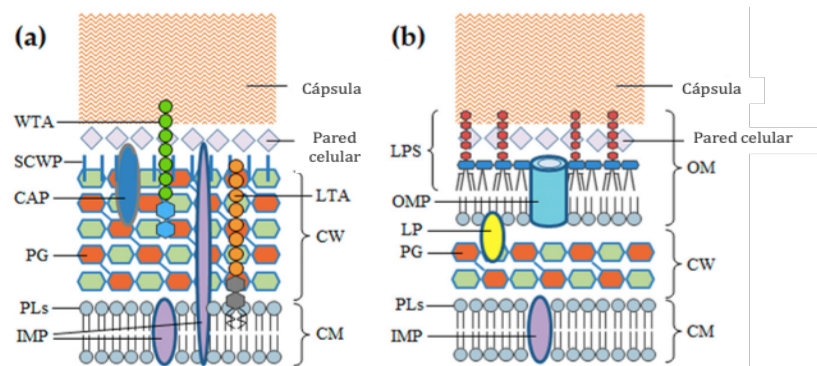 (a)
Cápsula
WTA
Pared
celular
SCWP
CAP
LTA
CW
PG
PLs
IMP
CM
(b)
Cápsula
Pared celular
LPS
OM
OMP
LP
PG
CW
PLs
IMP
CM